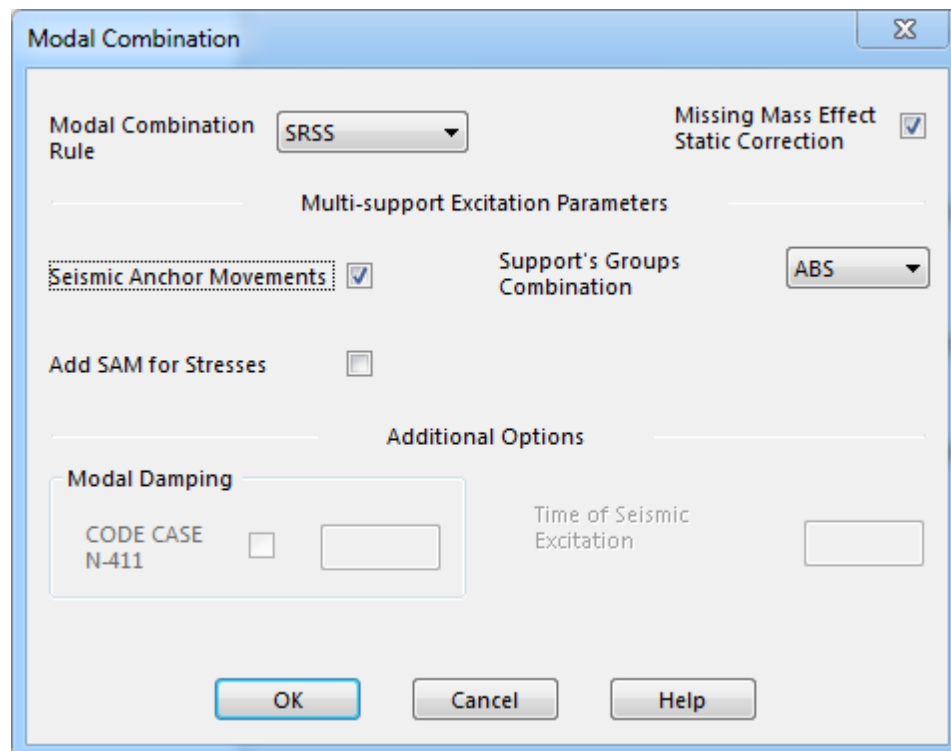 Modal Combination
Modal Combination
Rule
SRSS
Missing Mass Effect
Static Correction
Multi-support Excitation Parameters
Seismic Anchor Movements
Support's Groups
Combination
ABS
Add SAM for Stresses
Additional Options
Modal Damping
CODE CASE
N-411
Time of Seismic
Excitation
OK
Cancel
Help